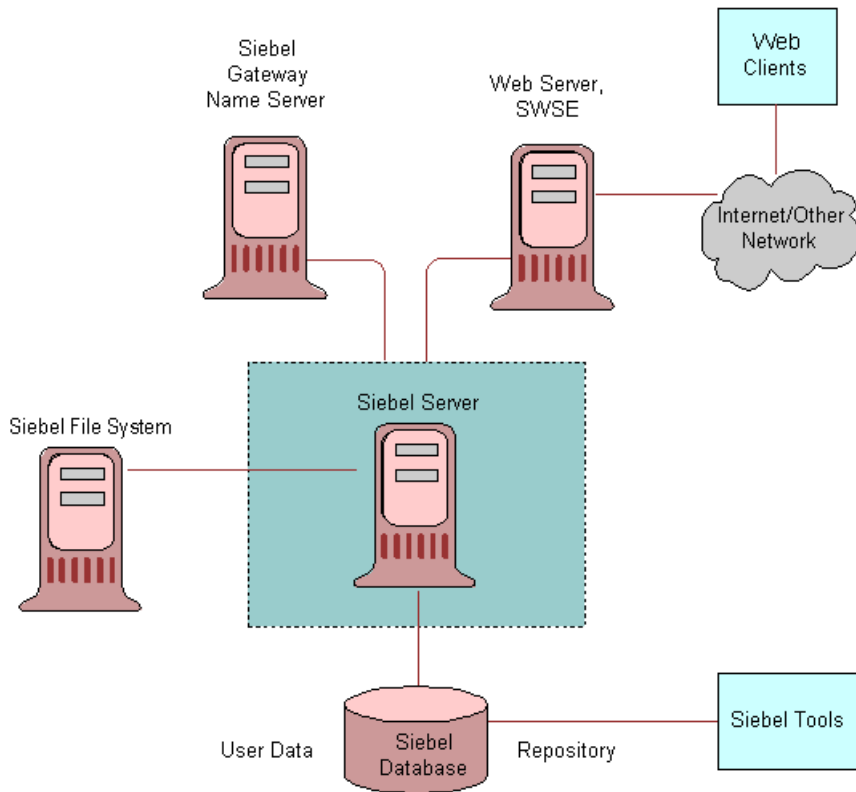 Siebel
Gateway
Name Server
Web Server,
SWSE
Web
Clients
Internet/Other
Network
Siebel Server
Siebel File System
User Data
Siebel
Database
Repository
Siebel Tools